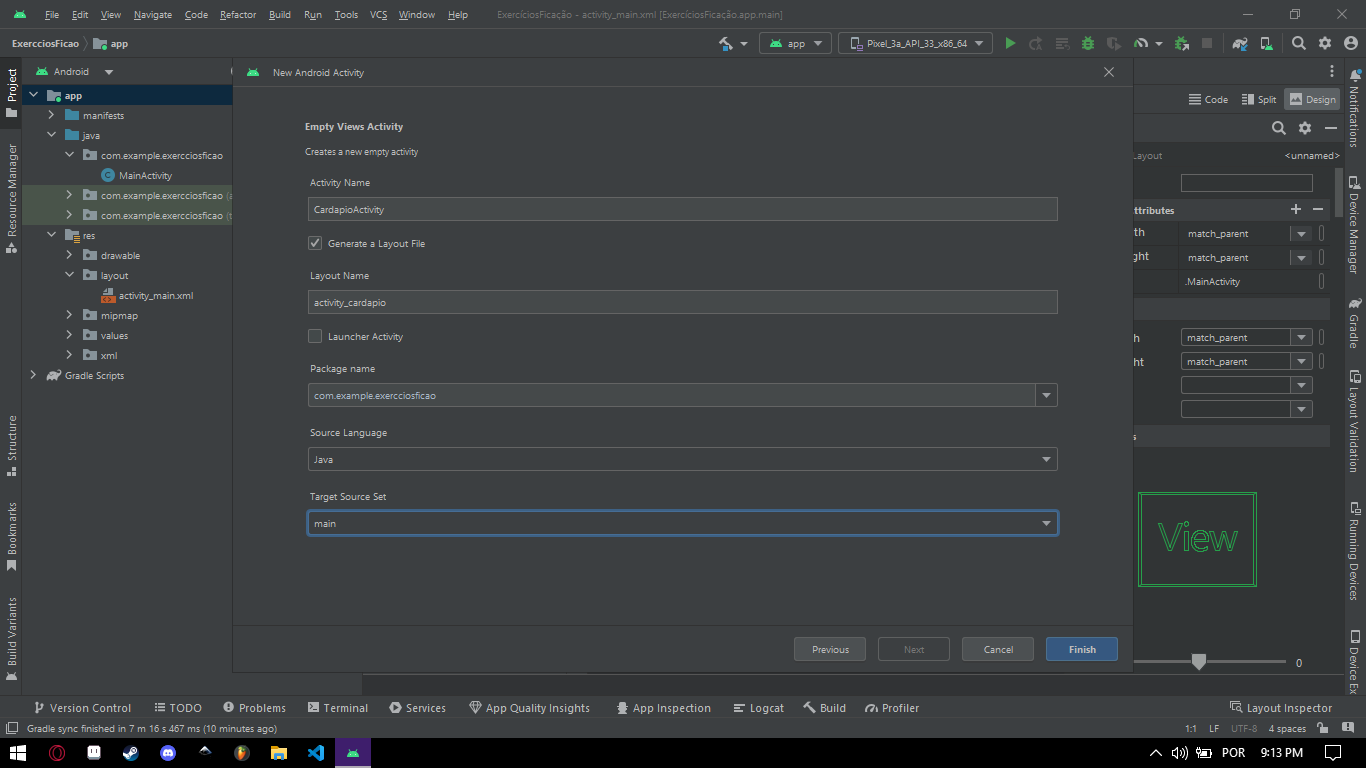 File Edit View Navigate Code Refactor Build Run Tools VCS Window Help ExercíciosFicação - activity_main.xml [ExercíciosFicação.app.main]
ExercciosFicao app
app Pixel_3a_API_33_x86_64
Project
Resource Manager
Structure
Bookmarks
Build Variants
Android
app
manifests
java
com.example.exercciosficao
MainActivity
com.example.exercciosficao (a
com.example.exercciosficao (t
res
drawable
layout
activity_main.xml
mipmap
values
xml
Gradle Scripts
New Android Activity
Empty Views Activity
Creates a new empty activity
Activity Name
CardapioActivity
Generate a Layout File
Layout Name
activity_cardapio
Launcher Activity
Package name
com.example.exercciosficao
Source Language
Java
Target Source Set
main
Previous Next Cancel Finish
Code Split Design
Layout <unnamed>
ttributes
th match_parent
ght match_parent
.MainActivity
h match_parent
ht match_parent
s
View
0
Notifications
Device Manager
Gradle
Layout Validation
Running Devices
Device Ex
Version Control TODO Problems Terminal Services App Quality Insights App Inspection Logcat Build Profiler Layout Inspector
Gradle sync finished in 7 m 16 s 467 ms (10 minutes ago) 1:1 LF UTF-8 4 spaces
POR 9:13 PM